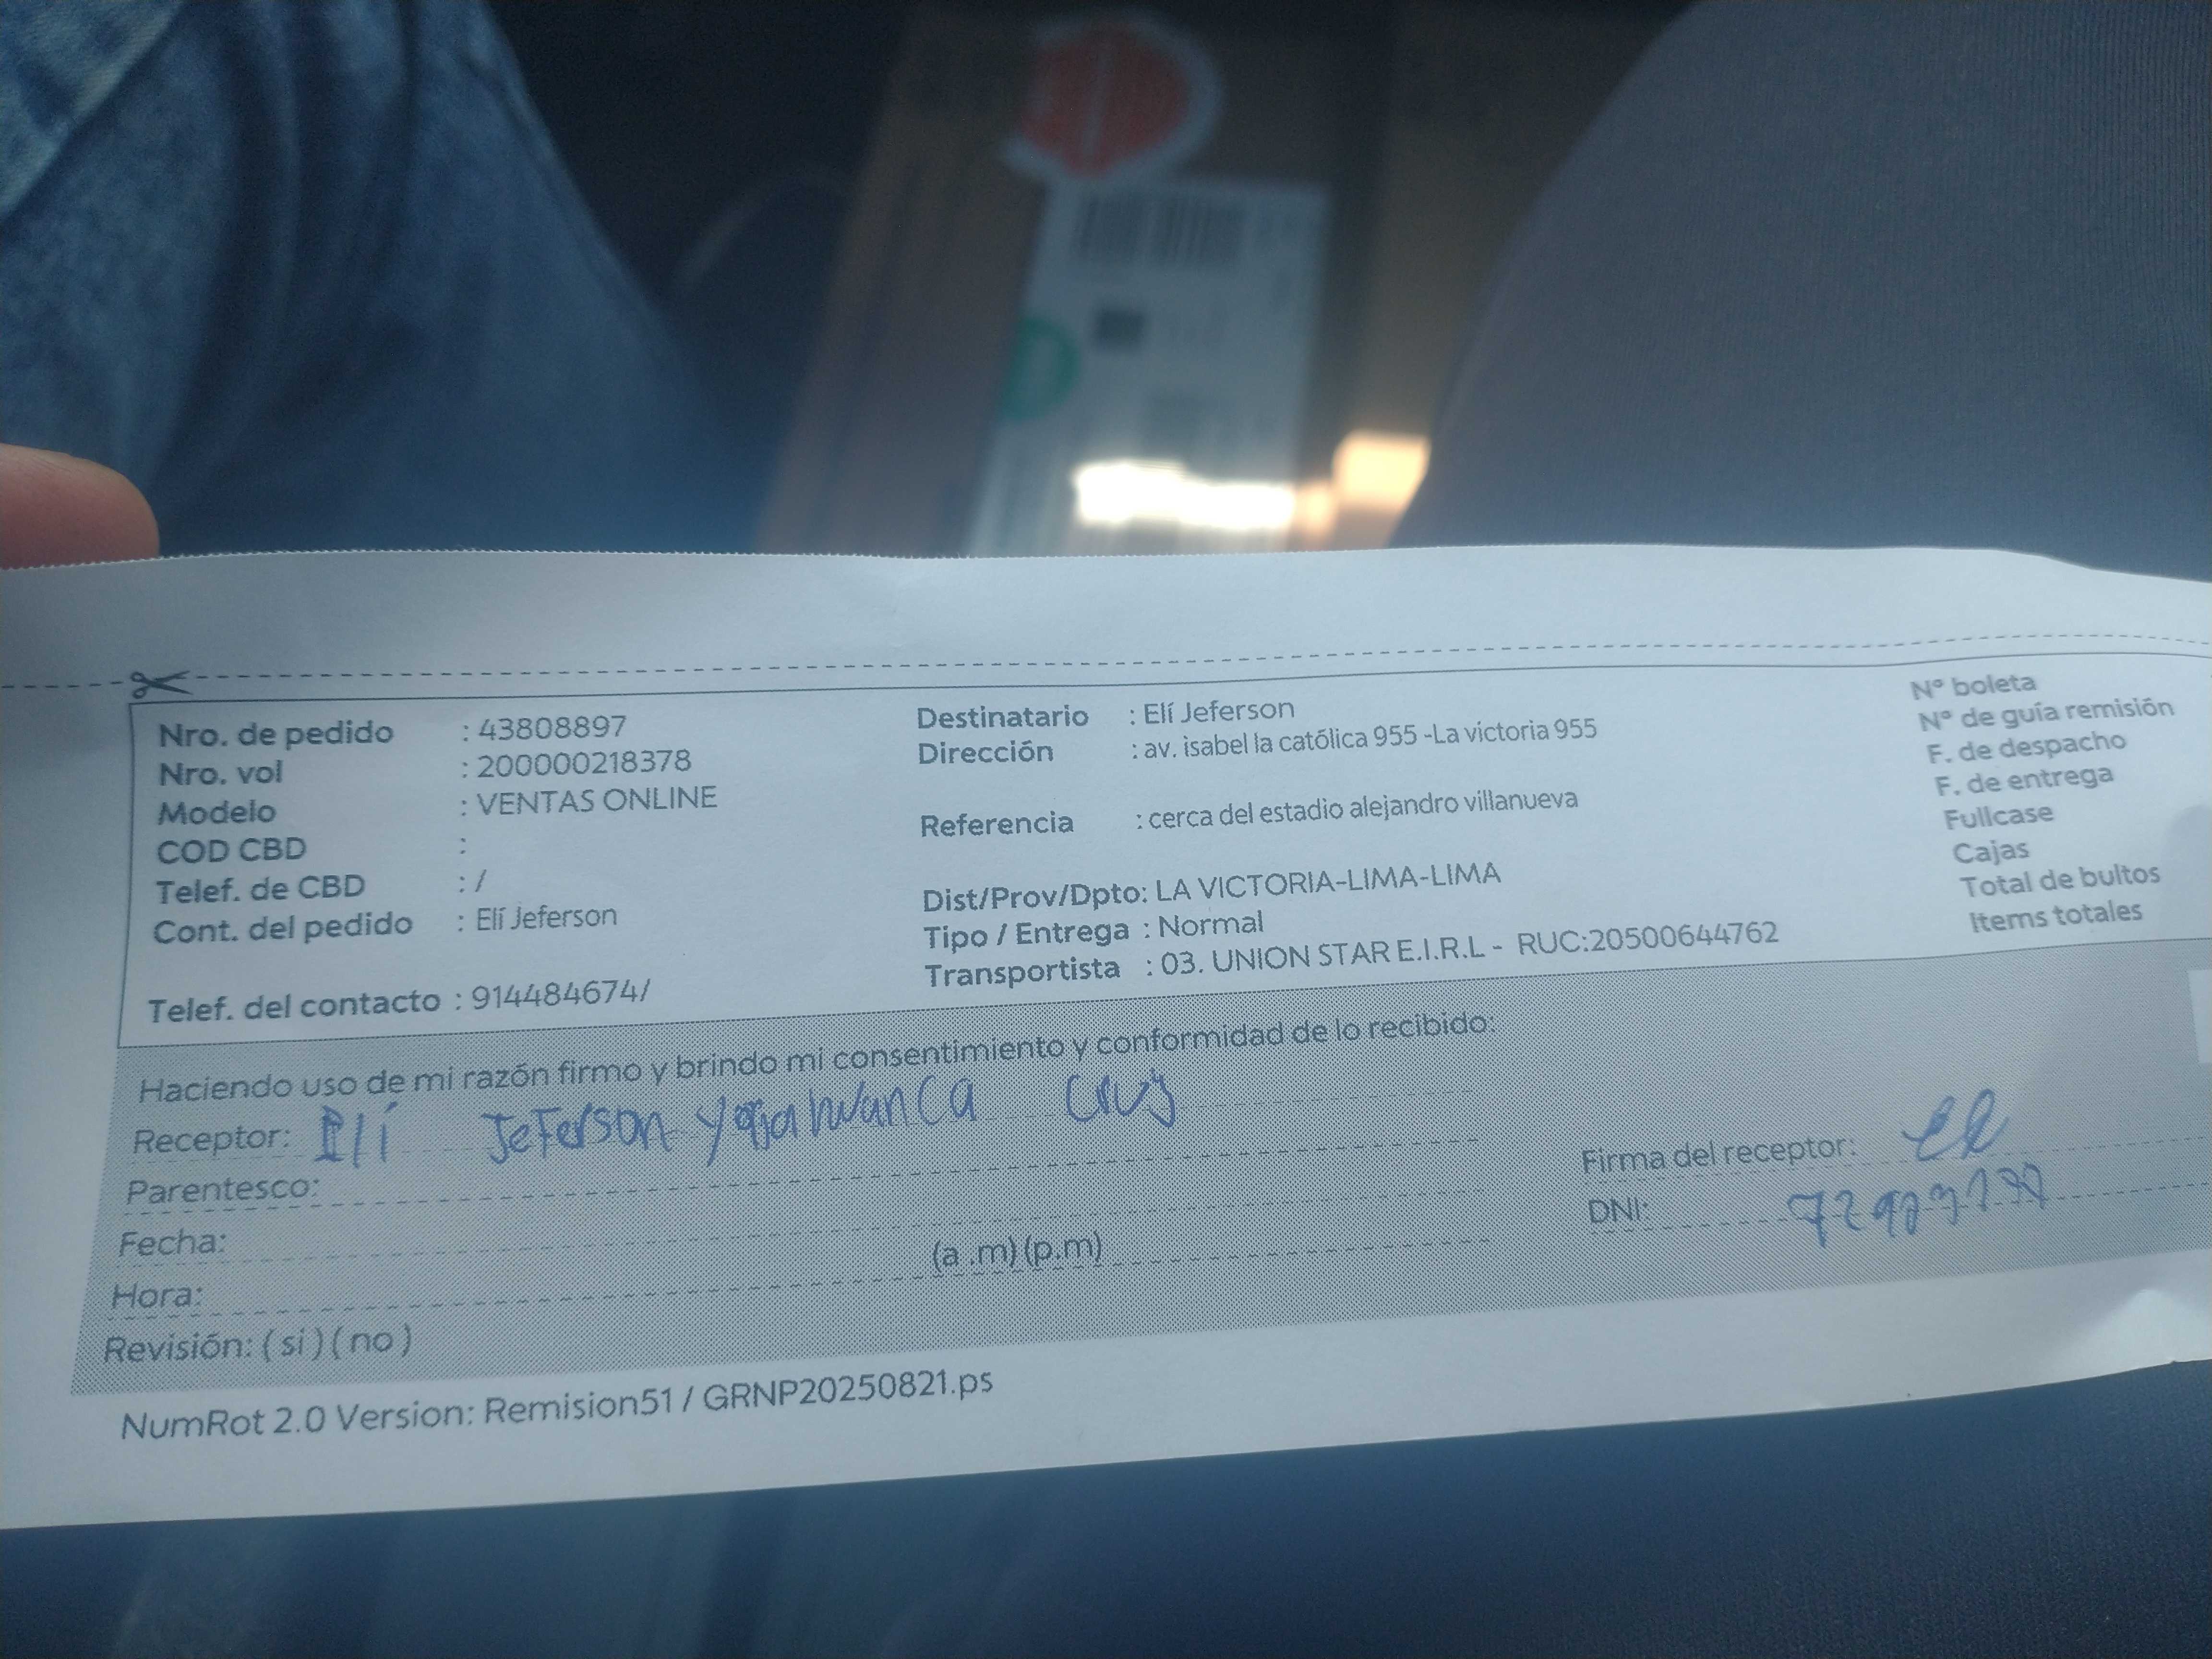 Nro. de pedido : 43808897
Nro. vol : 200000218378
Modelo : VENTAS ONLINE
COD CBD :
Telef. de CBD : /
Cont. del pedido : Elí Jeferson
Telef. del contacto : 914484674/
Destinatario : Elí Jeferson
Dirección : av. isabel la católica 955 -La victoria 955
Referencia : cerca del estadio alejandro villanueva
Dist/Prov/Dpto: LA VICTORIA-LIMA-LIMA
Tipo / Entrega : Normal
Transportista : 03. UNION STAR E.I.R.L - RUC:20500644762
N° boleta
N° de guía remisión
F. de despacho
F. de entrega
Fullcase
Cajas
Total de bultos
Items totales
Haciendo uso de mi razón firmo y brindo mi consentimiento y conformidad de lo recibido:
Receptor: Elí Jeferson
Parentesco:
Fecha:
Hora: (a .m) (p.m)
Revisión: ( si ) ( no )
Firma del receptor:
DNI:
NumRot 2.0 Version: Remision51 / GRNP20250821.ps